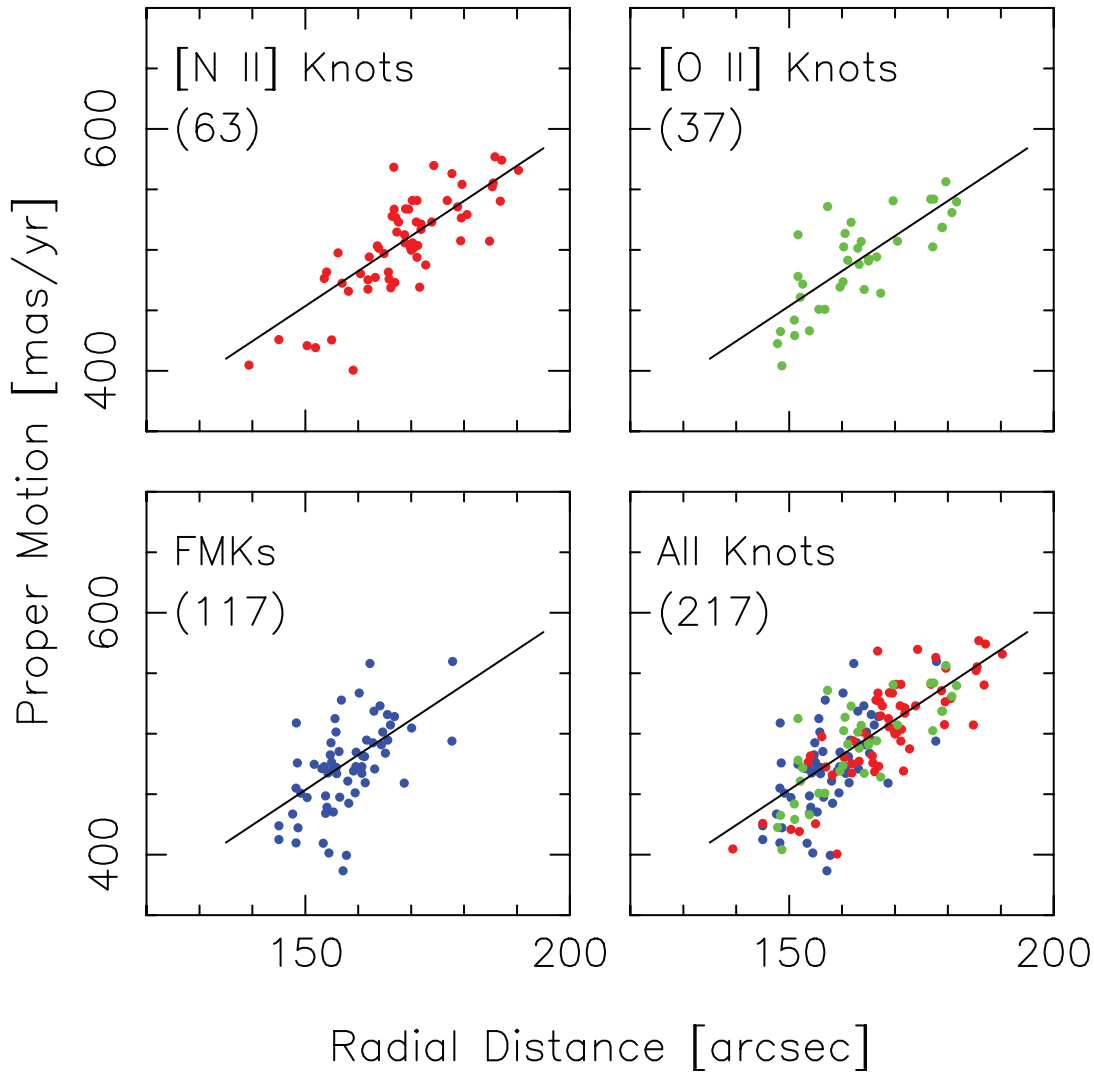 [N II] Knots
(63)
[O II] Knots
(37)
600
400
FMKs
(117)
All Knots
(217)
600
400
150
200
150
200
Proper Motion [mas/yr]
Radial Distance [arcsec]